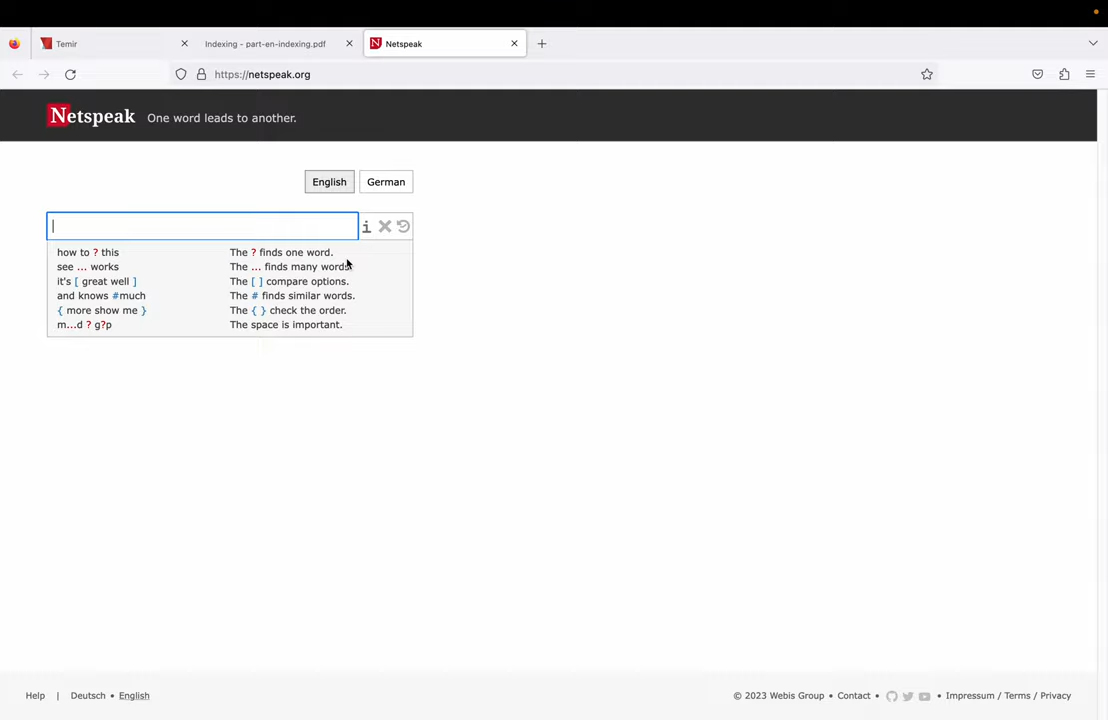 Temir
Indexing - part-en-indexing.pdf
Netspeak
https://netspeak.org
Netspeak One word leads to another.
English German
how to ? this The ? finds one word.
see ... works The ... finds many words.
it's [ great well ] The [ ] compare options.
and knows #much The # finds similar words.
{ more show me } The { } check the order.
m...d ? g?p The space is important.
Help | Deutsch • English © 2023 Webis Group • Contact • • Impressum / Terms / Privacy